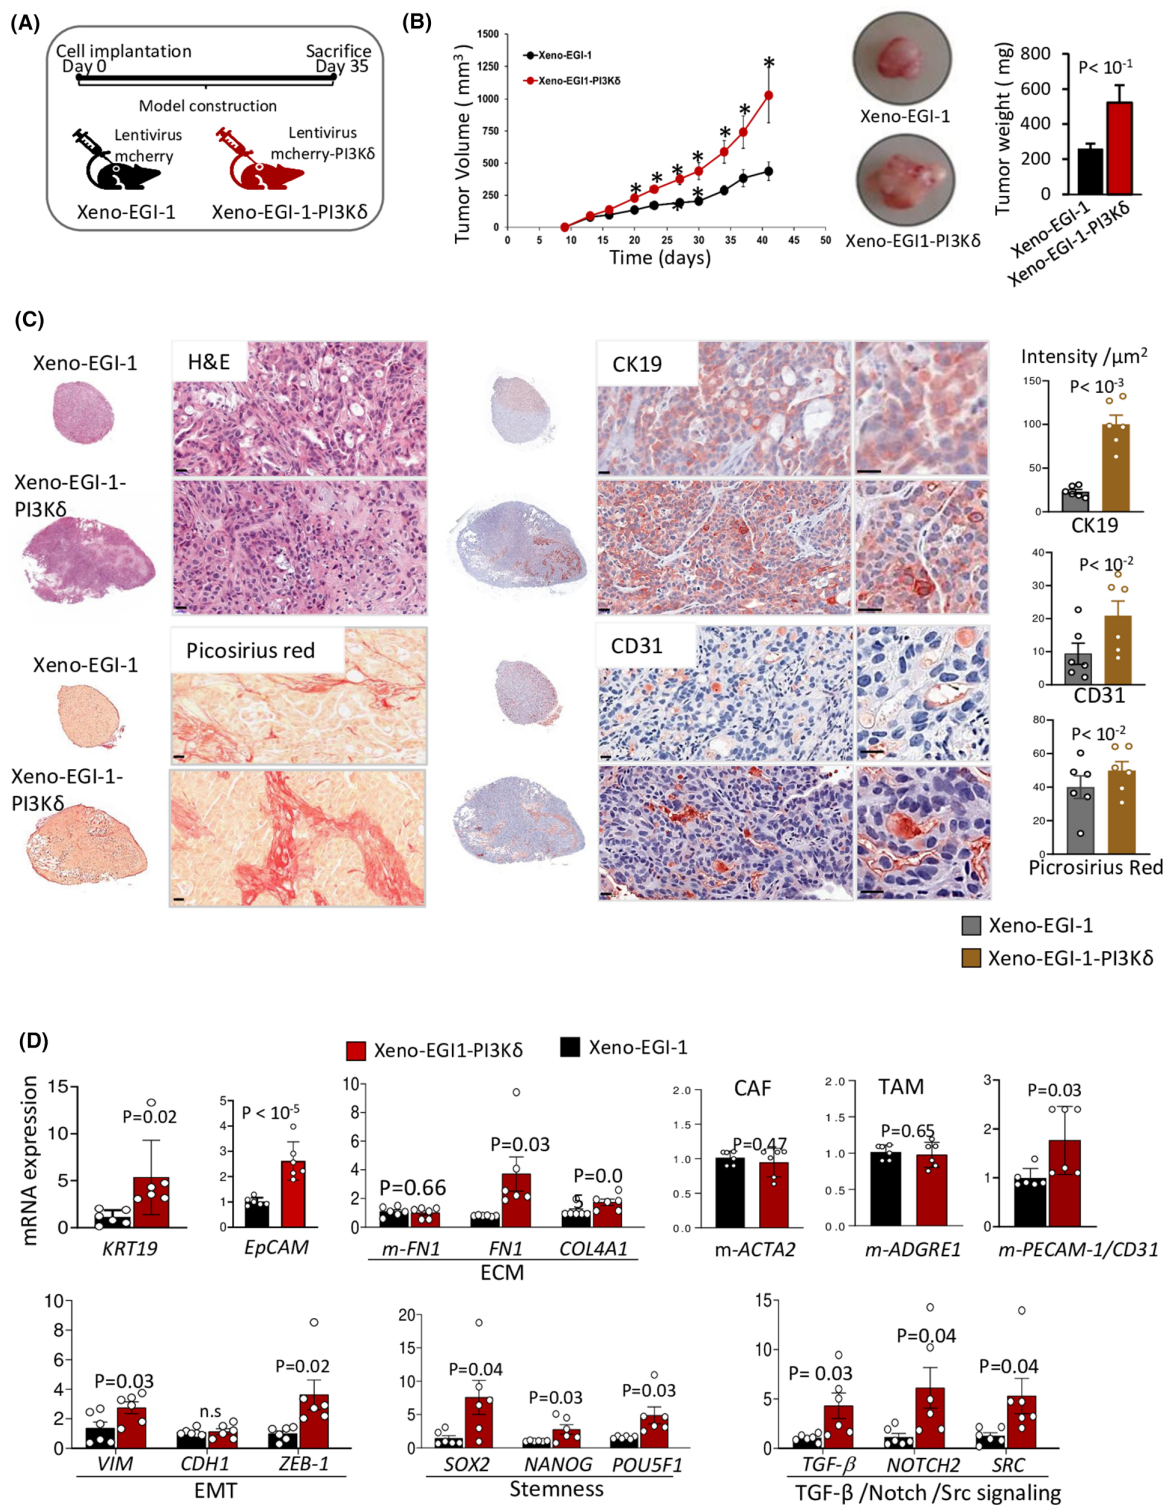 (A)
Cell implantation
Day 0
Sacrifice
Day 35
Model construction
Lentivirus
mcherry
Lentivirus
mcherry-PI3Kδ
Xeno-EGI-1
Xeno-EGI-1-PI3Kδ
(B)
Tumor Volume ( mm3)
1500
1250
1000
750
500
250
0
Xeno-EGI-1
Xeno-EGI1-PI3Kδ
* * * * * * *
* *
0 5 10 15 20 25 30 35 40 45 50
Time (days)
Xeno-EGI-1
Xeno-EGI1-PI3Kδ
Tumor weight ( mg)
800
600
400
200
0
P< 10-1
Xeno-EGI-1
Xeno-EGI-1-PI3Kδ
(C)
Xeno-EGI-1
H&E
Xeno-EGI-1-
PI3Kδ
CK19
Intensity /μm2
150
100
50
0
P< 10-3
CK19
Xeno-EGI-1
Picosirius red
Xeno-EGI-1-
PI3Kδ
CD31
40
30
20
10
0
P< 10-2
CD31
80
60
40
20
0
P< 10-2
Picrosirius Red
Xeno-EGI-1
Xeno-EGI-1-PI3Kδ
(D)
Xeno-EGI1-PI3Kδ
Xeno-EGI-1
mRNA expression
15
10
5
0
P=0.02
KRT19
5
4
3
2
1
0
P < 10-5
EpCAM
10
8
6
4
2
0
P=0.66
P=0.03
P=0.0
m-FN1 FN1 COL4A1
ECM
2.0
1.5
1.0
0.5
0.0
CAF
P=0.47
m-ACTA2
2.0
1.5
1.0
0.5
0.0
TAM
P=0.65
m-ADGRE1
3
2
1
0
P=0.03
m-PECAM-1/CD31
10
8
6
4
2
0
P=0.03
n.s
P=0.02
VIM CDH1 ZEB-1
EMT
20
15
10
5
0
P=0.04
P=0.03
P=0.03
SOX2 NANOG POU5F1
Stemness
15
10
5
0
P= 0.03
P=0.04
P=0.04
TGF-β NOTCH2 SRC
TGF-β /Notch /Src signaling